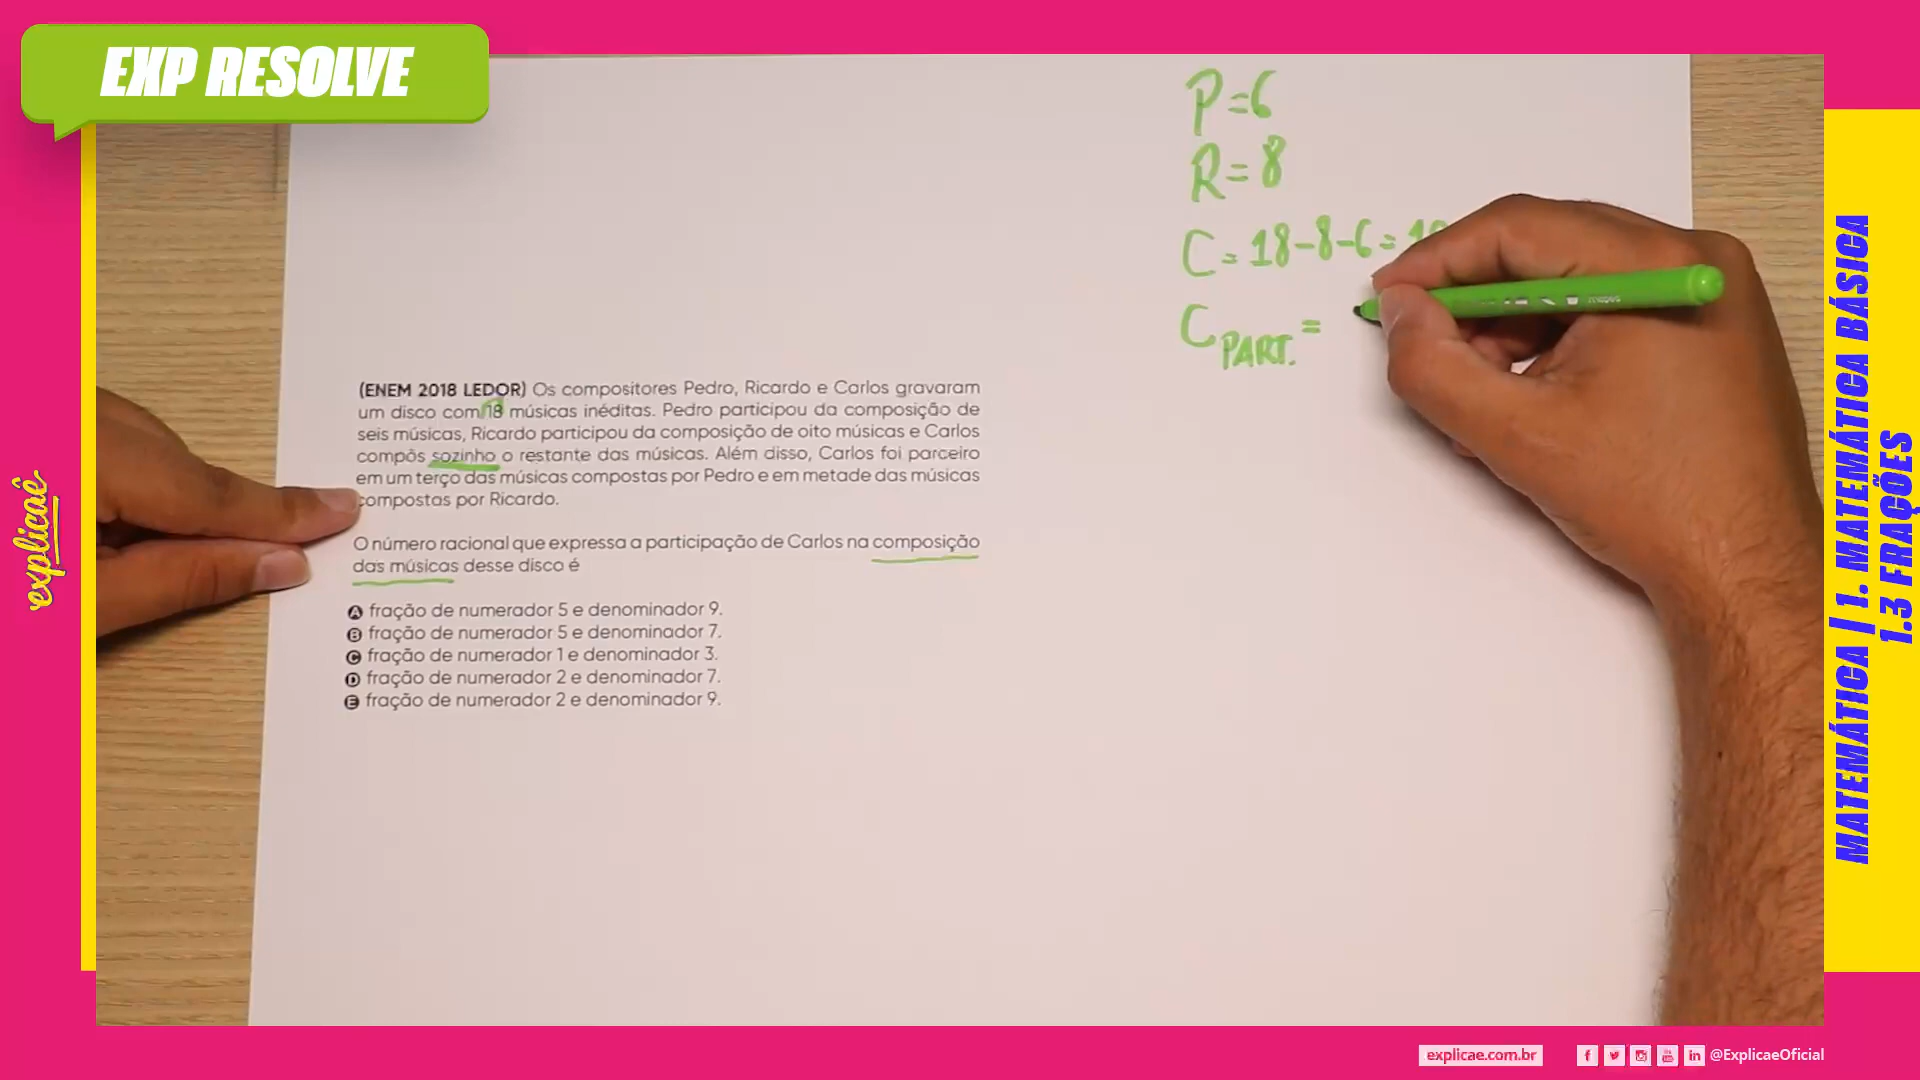 EXP RESOLVE
P=6
R=8
C=18-8-6=
C PART. =
(ENEM 2018 LEDOR) Os compositores Pedro, Ricardo e Carlos gravaram
um disco com 18 músicas inéditas. Pedro participou da composição de
seis músicas, Ricardo participou da composição de oito músicas e Carlos
compôs sozinho o restante das músicas. Além disso, Carlos foi parceiro
em um terço das músicas compostas por Pedro e em metade das músicas
compostas por Ricardo.
O número racional que expressa a participação de Carlos na composição
das músicas desse disco é
A fração de numerador 5 e denominador 9.
B fração de numerador 5 e denominador 7.
C fração de numerador 1 e denominador 3.
D fração de numerador 2 e denominador 7.
E fração de numerador 2 e denominador 9.
explicaê
MATEMÁTICA | 1. MATEMÁTICA BÁSICA
1.3 FRAÇÕES
explicae.com.br
@ExplicaeOficial